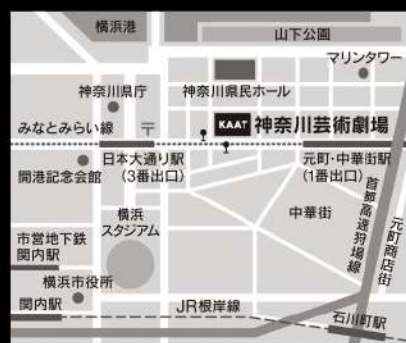 横浜港
山下公園
マリンタワー
神奈川県庁
神奈川県民ホール
みなとみらい線
〒
KAAT 神奈川芸術劇場
日本大通り駅
(3番出口)
元町・中華街駅
(1番出口)
開港記念会館
横浜
スタジアム
中華街
首都高速狩場線
元町商店街
市営地下鉄
関内駅
横浜市役所
関内駅
JR根岸線
石川町駅